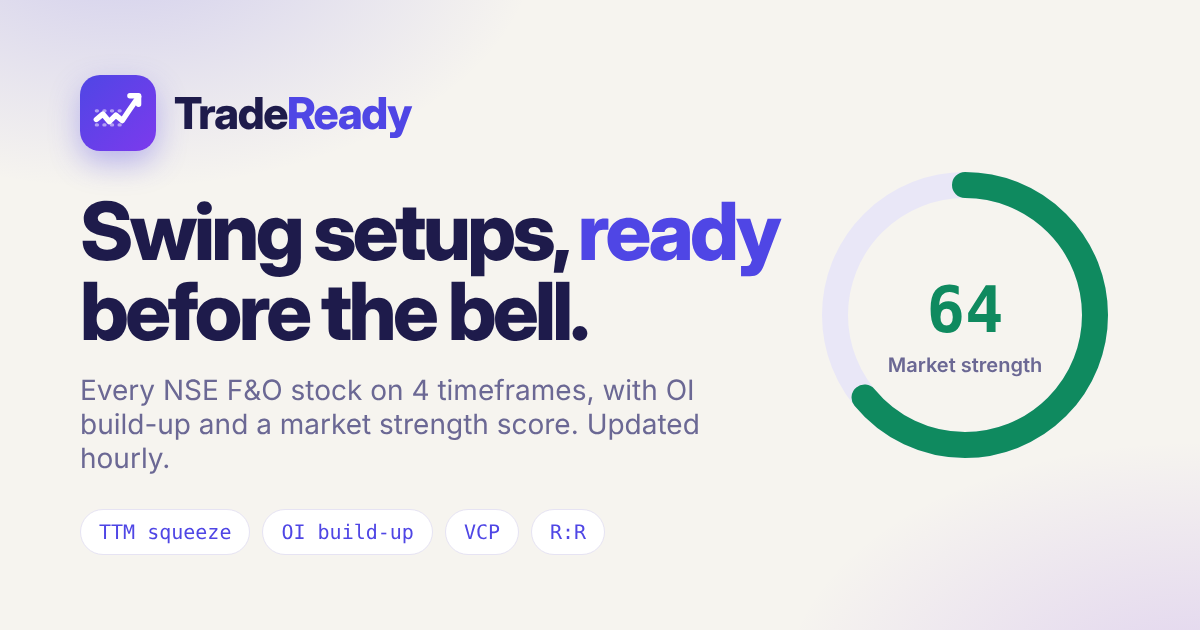 TradeReady
Swing setups, ready
before the bell.
Every NSE F&O stock on 4 timeframes, with OI
build-up and a market strength score. Updated
hourly.
TTM squeeze
OI build-up
VCP
R:R
64
Market strength